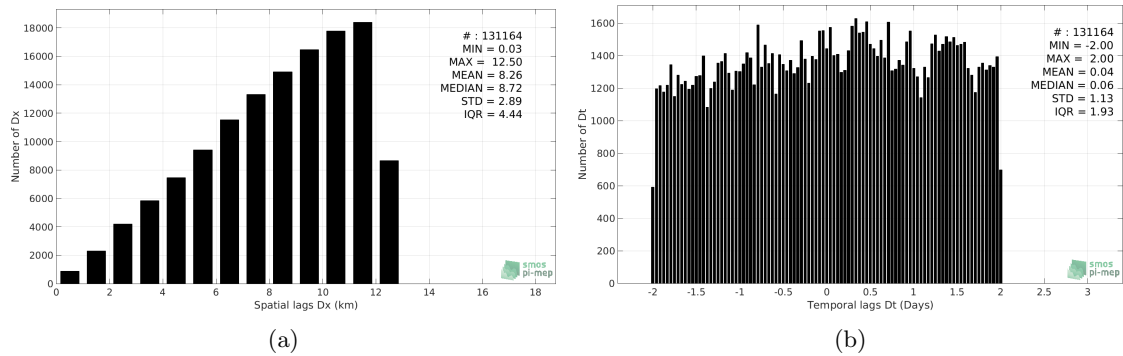 18000
16000
14000
12000
10000
8000
6000
4000
2000
0
Number of Dx
# : 131164
MIN = 0.03
MAX = 12.50
MEAN = 8.26
MEDIAN = 8.72
STD = 2.89
IQR = 4.44
smos
pi-mep
0 2 4 6 8 10 12 14 16 18
Spatial lags Dx (km)
(a)
1600
1400
1200
1000
800
600
400
200
0
Number of Dt
# : 131164
MIN = -2.00
MAX = 2.00
MEAN = 0.04
MEDIAN = 0.06
STD = 1.13
IQR = 1.93
smos
pi-mep
-2 -1.5 -1 -0.5 0 0.5 1 1.5 2 2.5 3
Temporal lags Dt (Days)
(b)